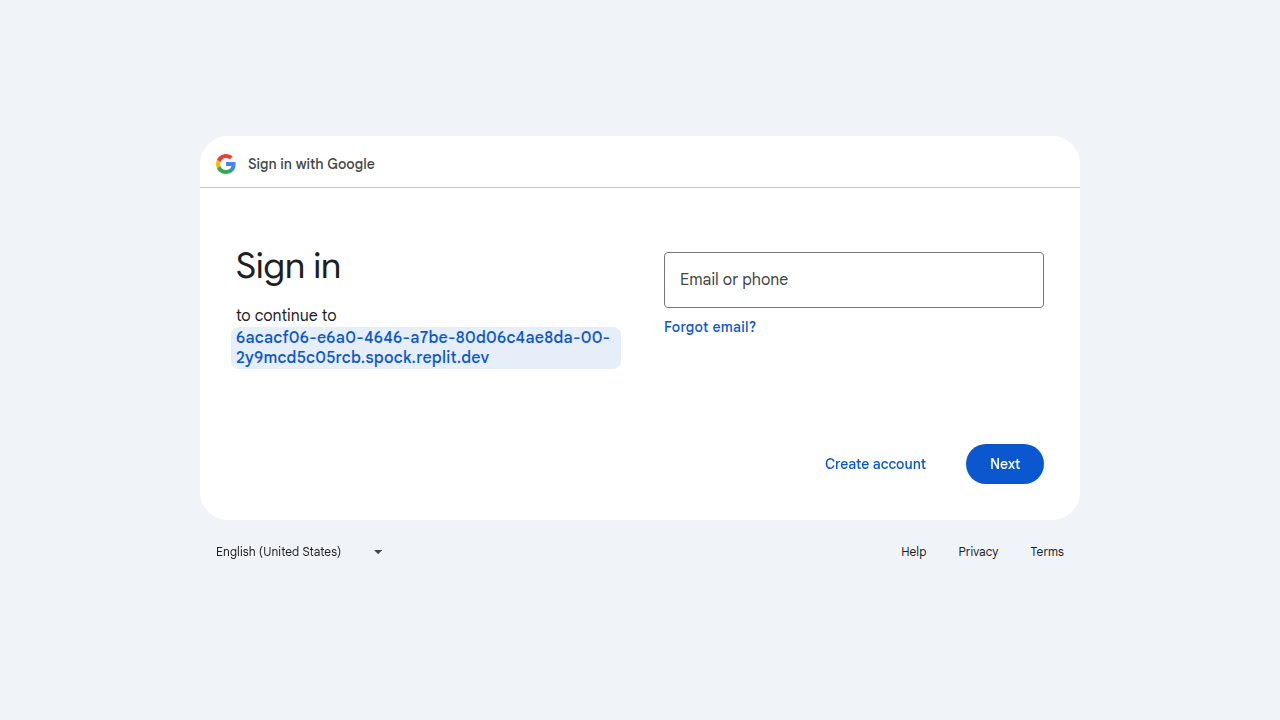 Sign in with Google
Sign in
to continue to
6acacf06-e6a0-4646-a7be-80d06c4ae8da-00-
2y9mcd5c05rcb.spock.replit.dev
Email or phone
Forgot email?
Create account
Next
English (United States)
Help
Privacy
Terms